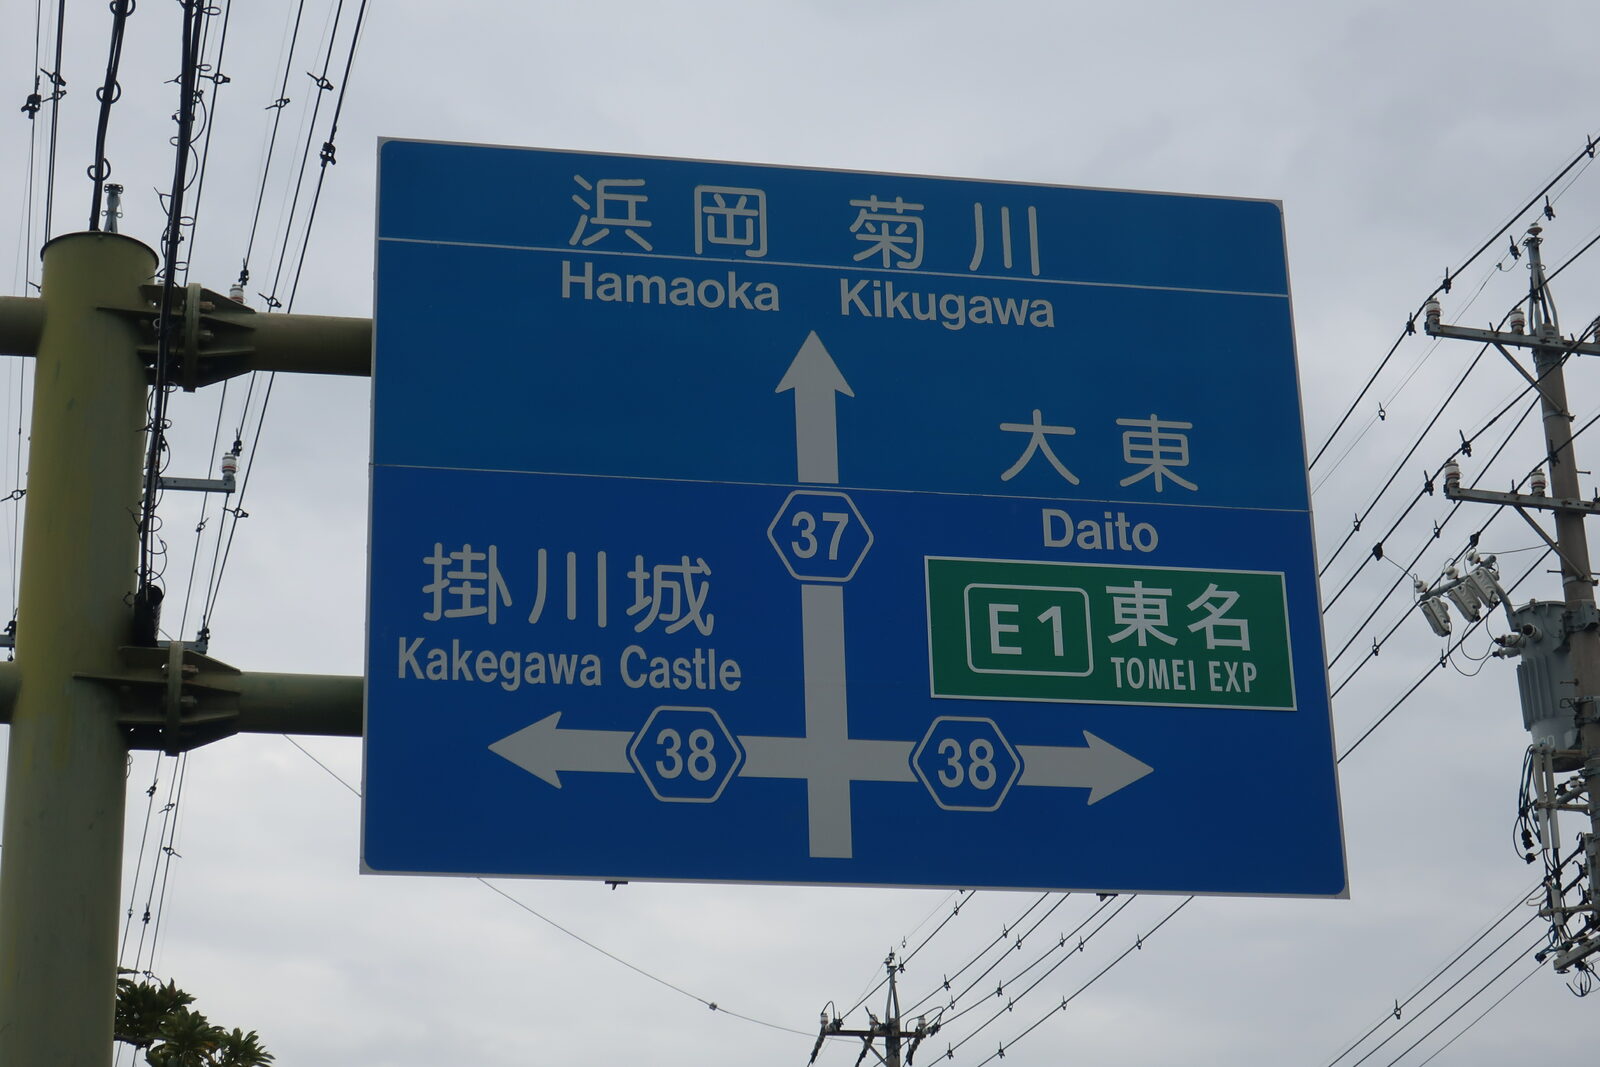 浜岡 菊川
Hamaoka Kikugawa
大東
Daito
37
掛川城
Kakegawa Castle
E1 東名
TOMEI EXP
38
38